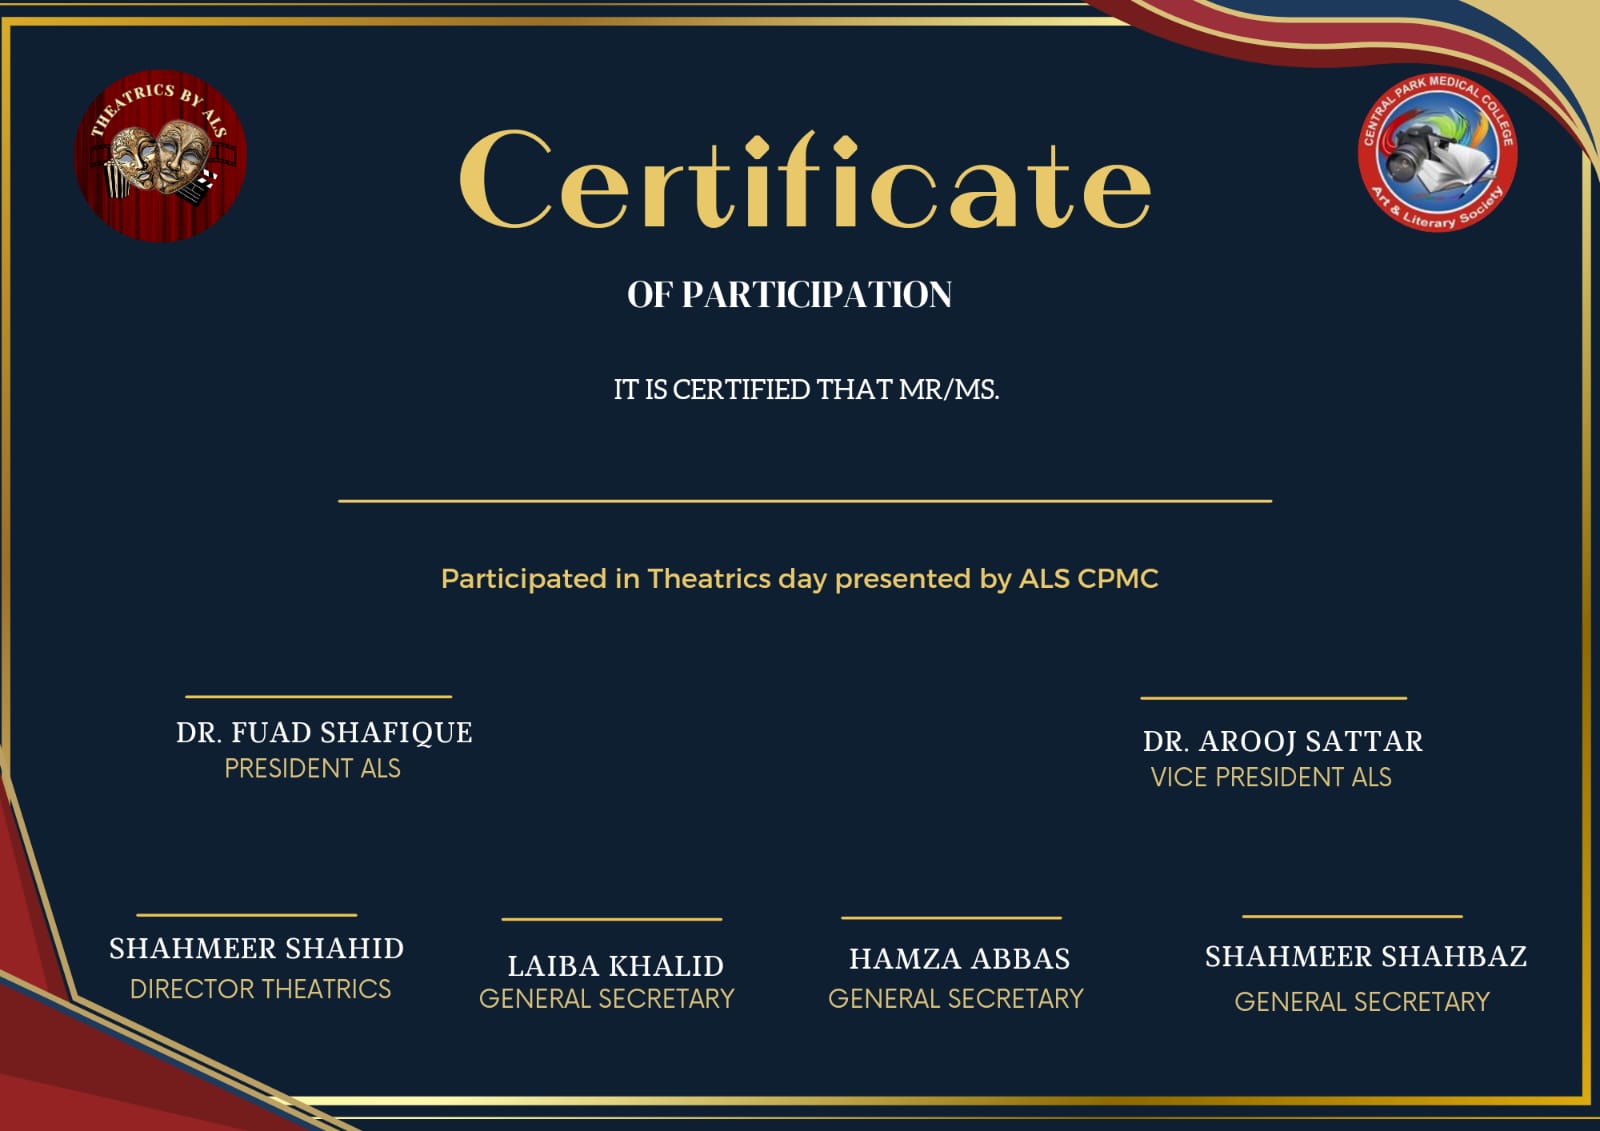 THEATRICS BY ALS
CENTRAL PARK MEDICAL COLLEGE
Art & Literary Society
Certificate
OF PARTICIPATION
IT IS CERTIFIED THAT MR/MS.
Participated in Theatrics day presented by ALS CPMC
DR. FUAD SHAFIQUE
PRESIDENT ALS
DR. AROOJ SATTAR
VICE PRESIDENT ALS
SHAHMEER SHAHID
DIRECTOR THEATRICS
LAIBA KHALID
GENERAL SECRETARY
HAMZA ABBAS
GENERAL SECRETARY
SHAHMEER SHAHBAZ
GENERAL SECRETARY